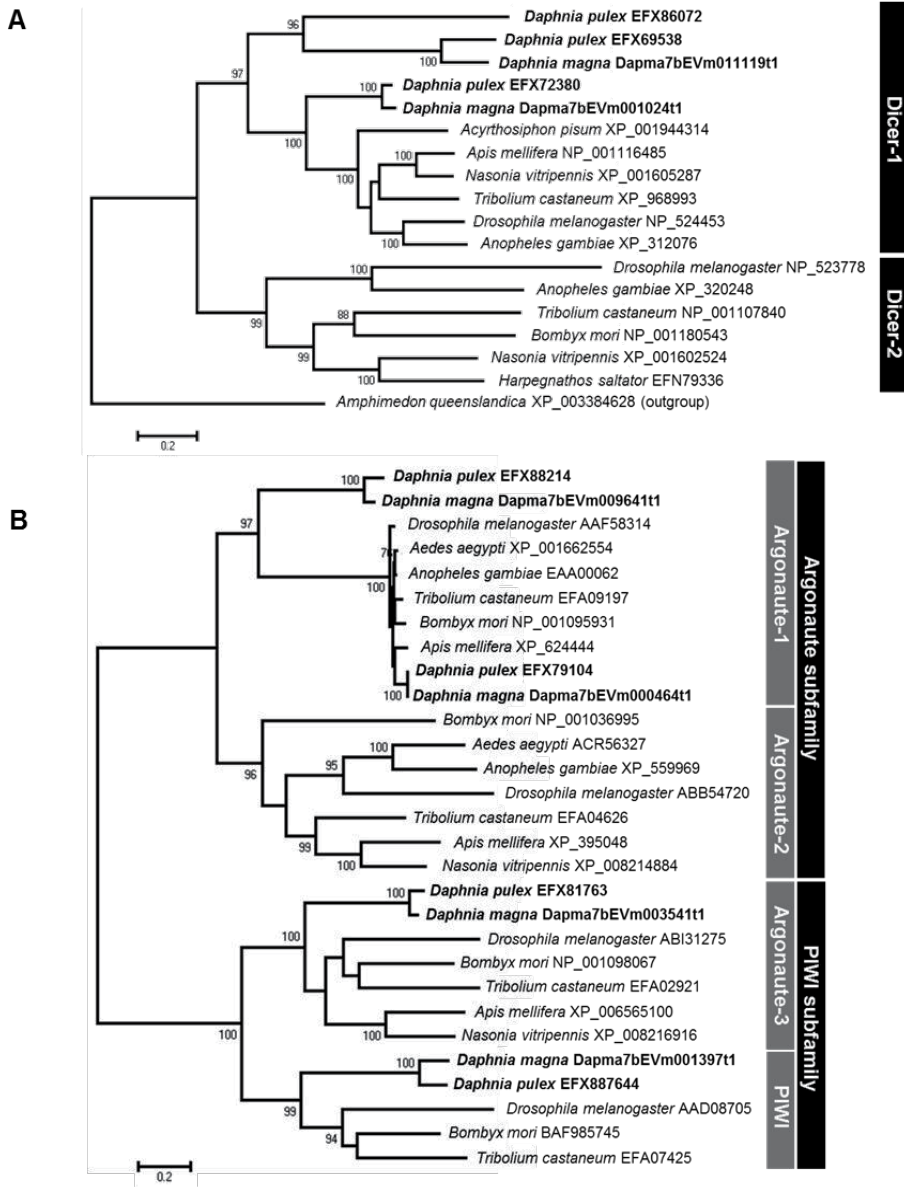 A
96
Daphnia pulex EFX86072
Daphnia pulex EFX69538
100
Daphnia magna Dapma7bEVm011119t1
97
100
Daphnia pulex EFX72380
Daphnia magna Dapma7bEVm001024t1
100
Acyrthosiphon pisum XP_001944314
100
Apis mellifera NP_001116485
100
Nasonia vitripennis XP_001605287
Tribolium castaneum XP_968993
Drosophila melanogaster NP_524453
100
Anopheles gambiae XP_312076
Dicer-1
100
Drosophila melanogaster NP_523778
Anopheles gambiae XP_320248
99
88
Tribolium castaneum NP_001107840
Bombyx mori NP_001180543
99
Nasonia vitripennis XP_001602524
100
Harpegnathos saltator EFN79336
Dicer-2
Amphimedon queenslandica XP_003384628 (outgroup)
0.2
B
100
Daphnia pulex EFX88214
Daphnia magna Dapma7bEVm009641t1
97
Drosophila melanogaster AAF58314
Aedes aegypti XP_001662554
Anopheles gambiae EAA00062
100
Tribolium castaneum EFA09197
Bombyx mori NP_001095931
Apis mellifera XP_624444
Daphnia pulex EFX79104
100
Daphnia magna Dapma7bEVm000464t1
Argonaute-1
Bombyx mori NP_001036995
96
100
Aedes aegypti ACR56327
95
Anopheles gambiae XP_559969
Drosophila melanogaster ABB54720
Tribolium castaneum EFA04626
99
Apis mellifera XP_395048
100
Nasonia vitripennis XP_008214884
Argonaute-2
Argonaute subfamily
100
Daphnia pulex EFX81763
Daphnia magna Dapma7bEVm003541t1
100
Drosophila melanogaster ABI31275
Bombyx mori NP_001098067
Tribolium castaneum EFA02921
Apis mellifera XP_006565100
100
Nasonia vitripennis XP_008216916
Argonaute-3
100
100
Daphnia magna Dapma7bEVm001397t1
Daphnia pulex EFX887644
99
Drosophila melanogaster AAD08705
94
Bombyx mori BAF985745
Tribolium castaneum EFA07425
PIWI
PIWI subfamily
0.2